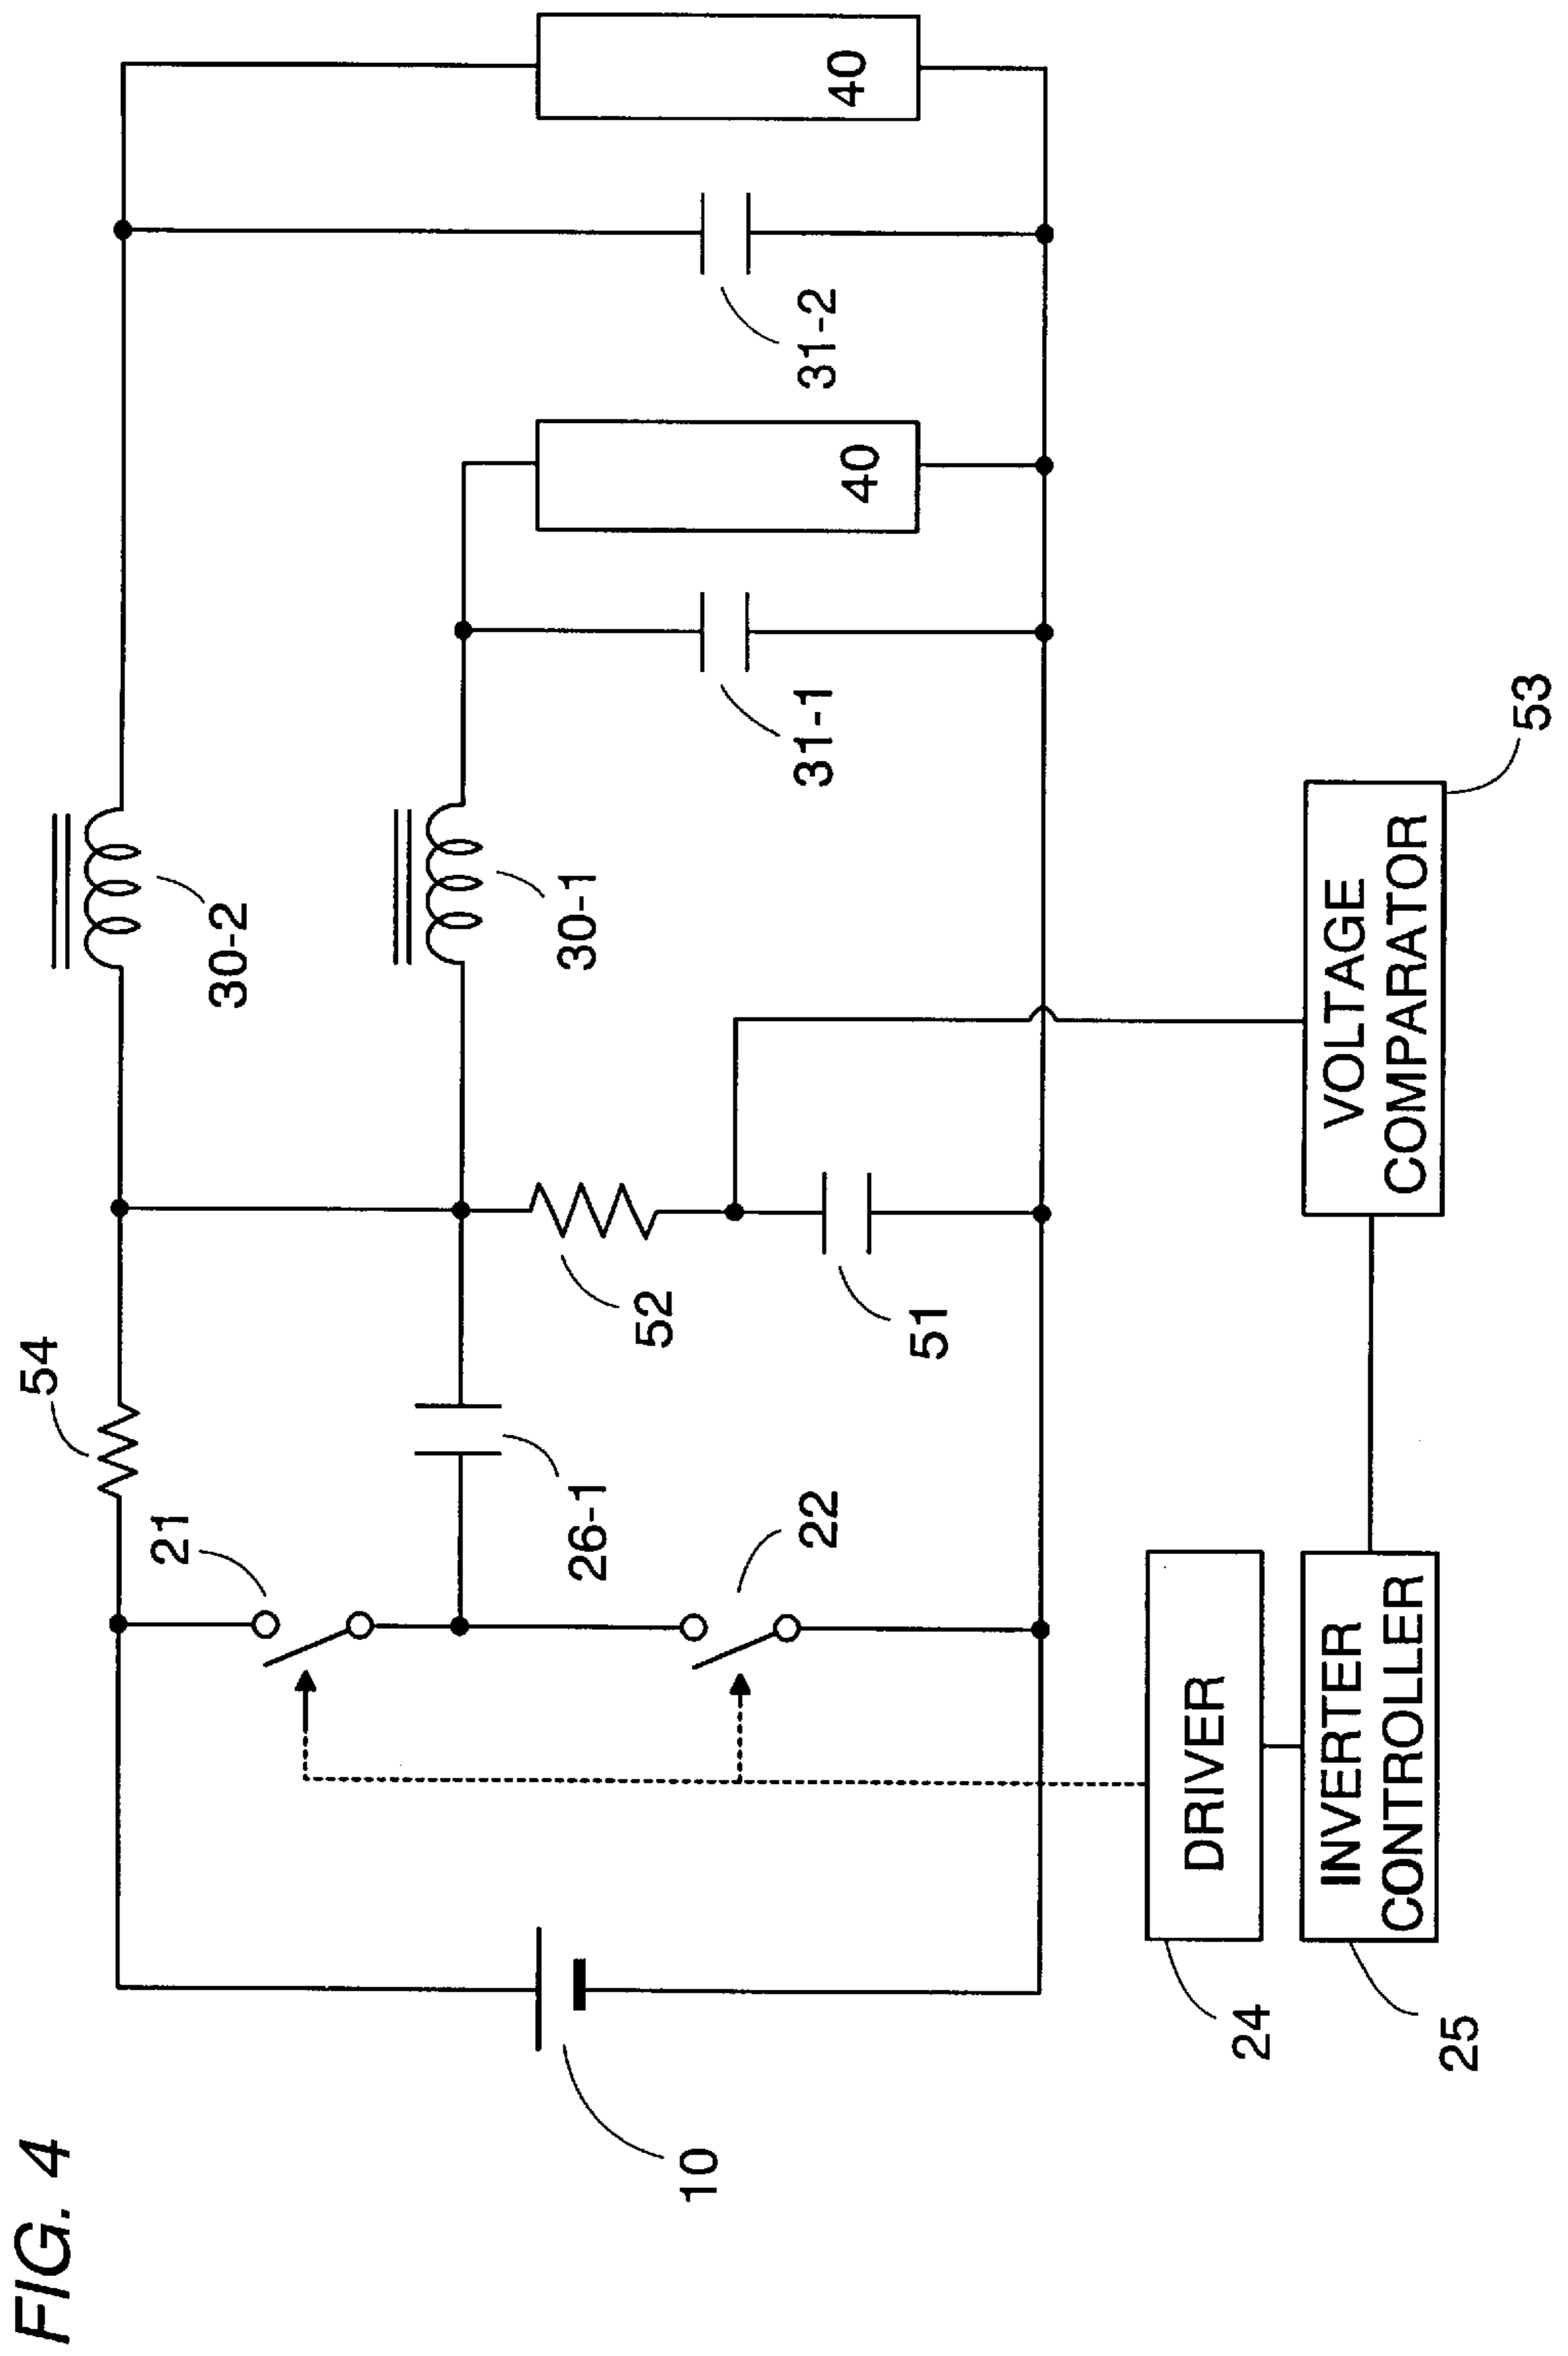 FIG. 4
54
21
30-2
26-1
30-1
52
22
31-1
31-2
40
40
10
51
24
DRIVER
25
INVERTER
CONTROLLER
VOLTAGE
COMPARATOR
53